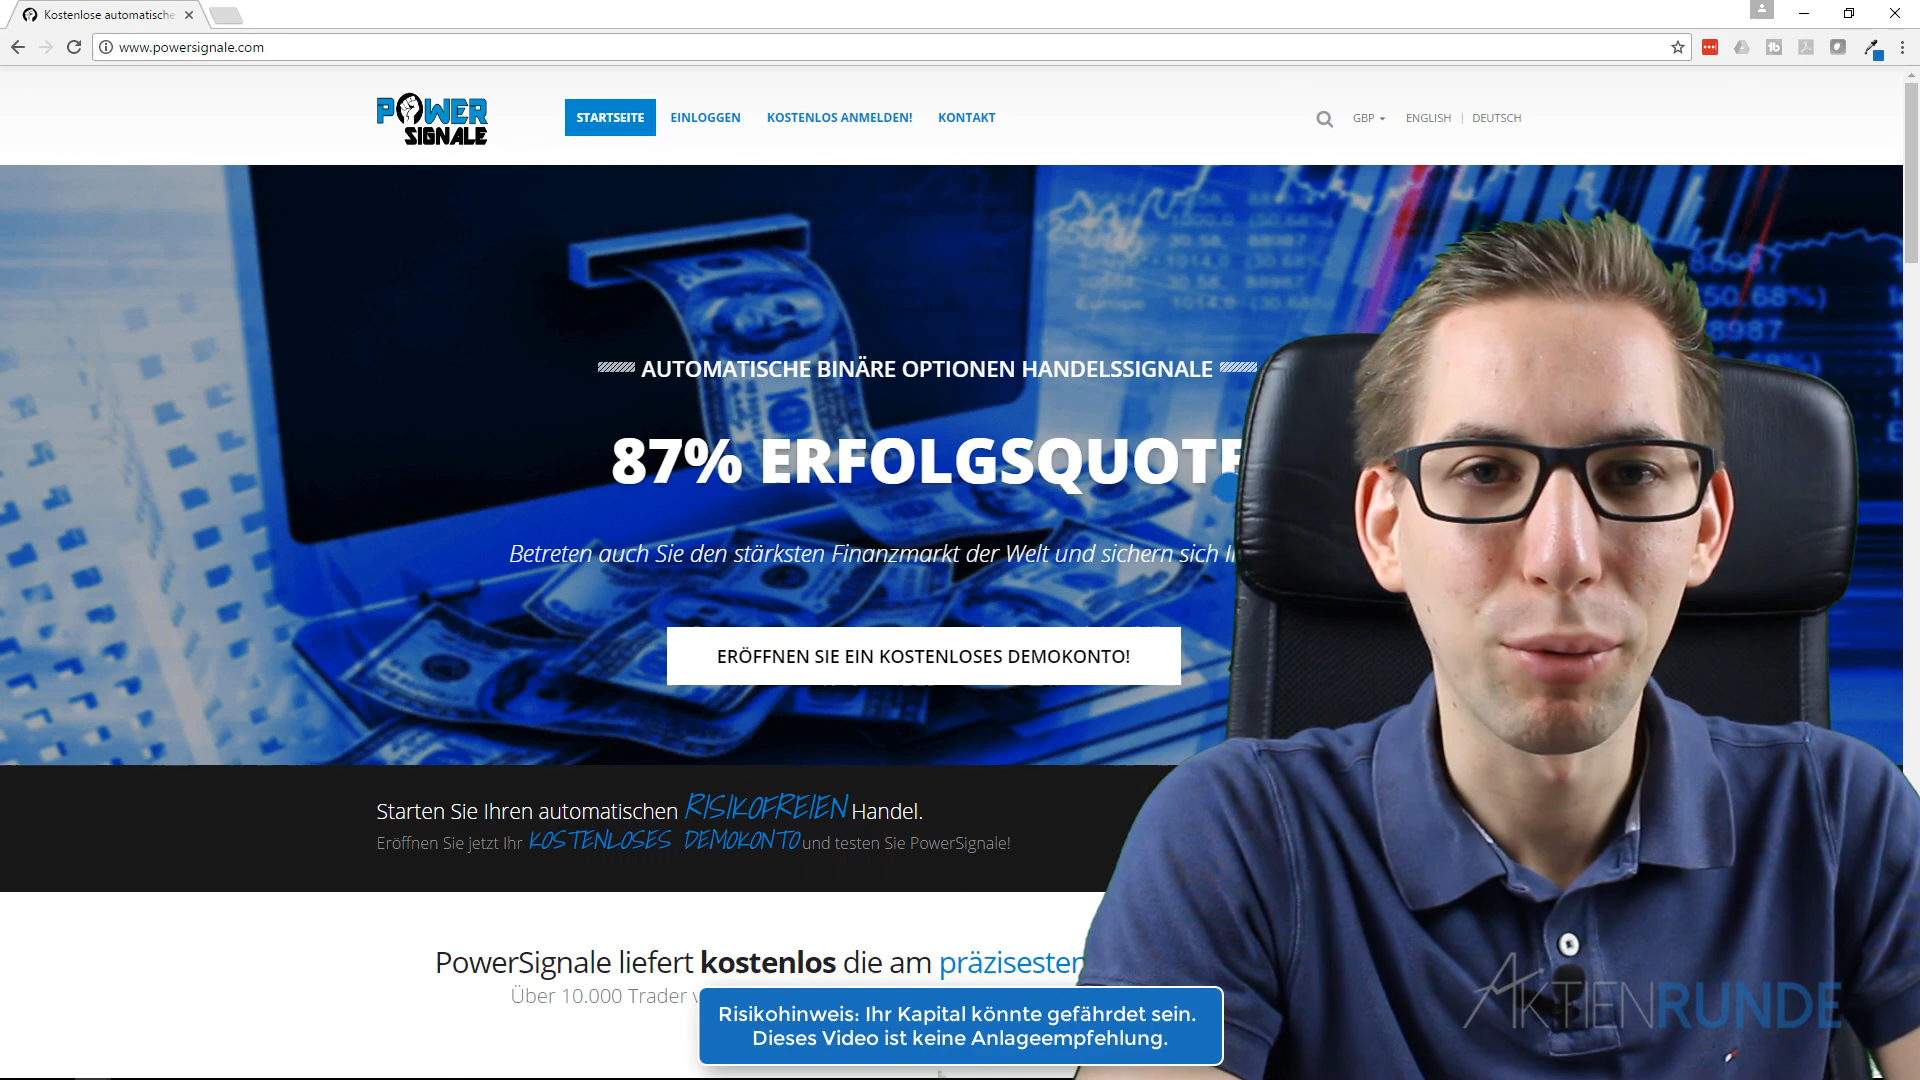 Kostenlose automatische
www.powersignale.com
POWER
SIGNALE
STARTSEITE
EINLOGGEN
KOSTENLOS ANMELDEN!
KONTAKT
GBP
ENGLISH
DEUTSCH
AUTOMATISCHE BINÄRE OPTIONEN HANDELSSIGNALE
87% ERFOLGSQUOTE
Betreten auch Sie den stärksten Finanzmarkt der Welt und sichern sich
ERÖFFNEN SIE EIN KOSTENLOSES DEMOKONTO!
Starten Sie Ihren automatischen RISIKOFREIEN Handel.
Eröffnen Sie jetzt Ihr KOSTENLOSES DEMOKONTO und testen Sie PowerSignale!
PowerSignale liefert kostenlos die am präzisesten
Über 10.000 Trader
Risikohinweis: Ihr Kapital könnte gefährdet sein.
Dieses Video ist keine Anlageempfehlung.
AKTIENRUNDE